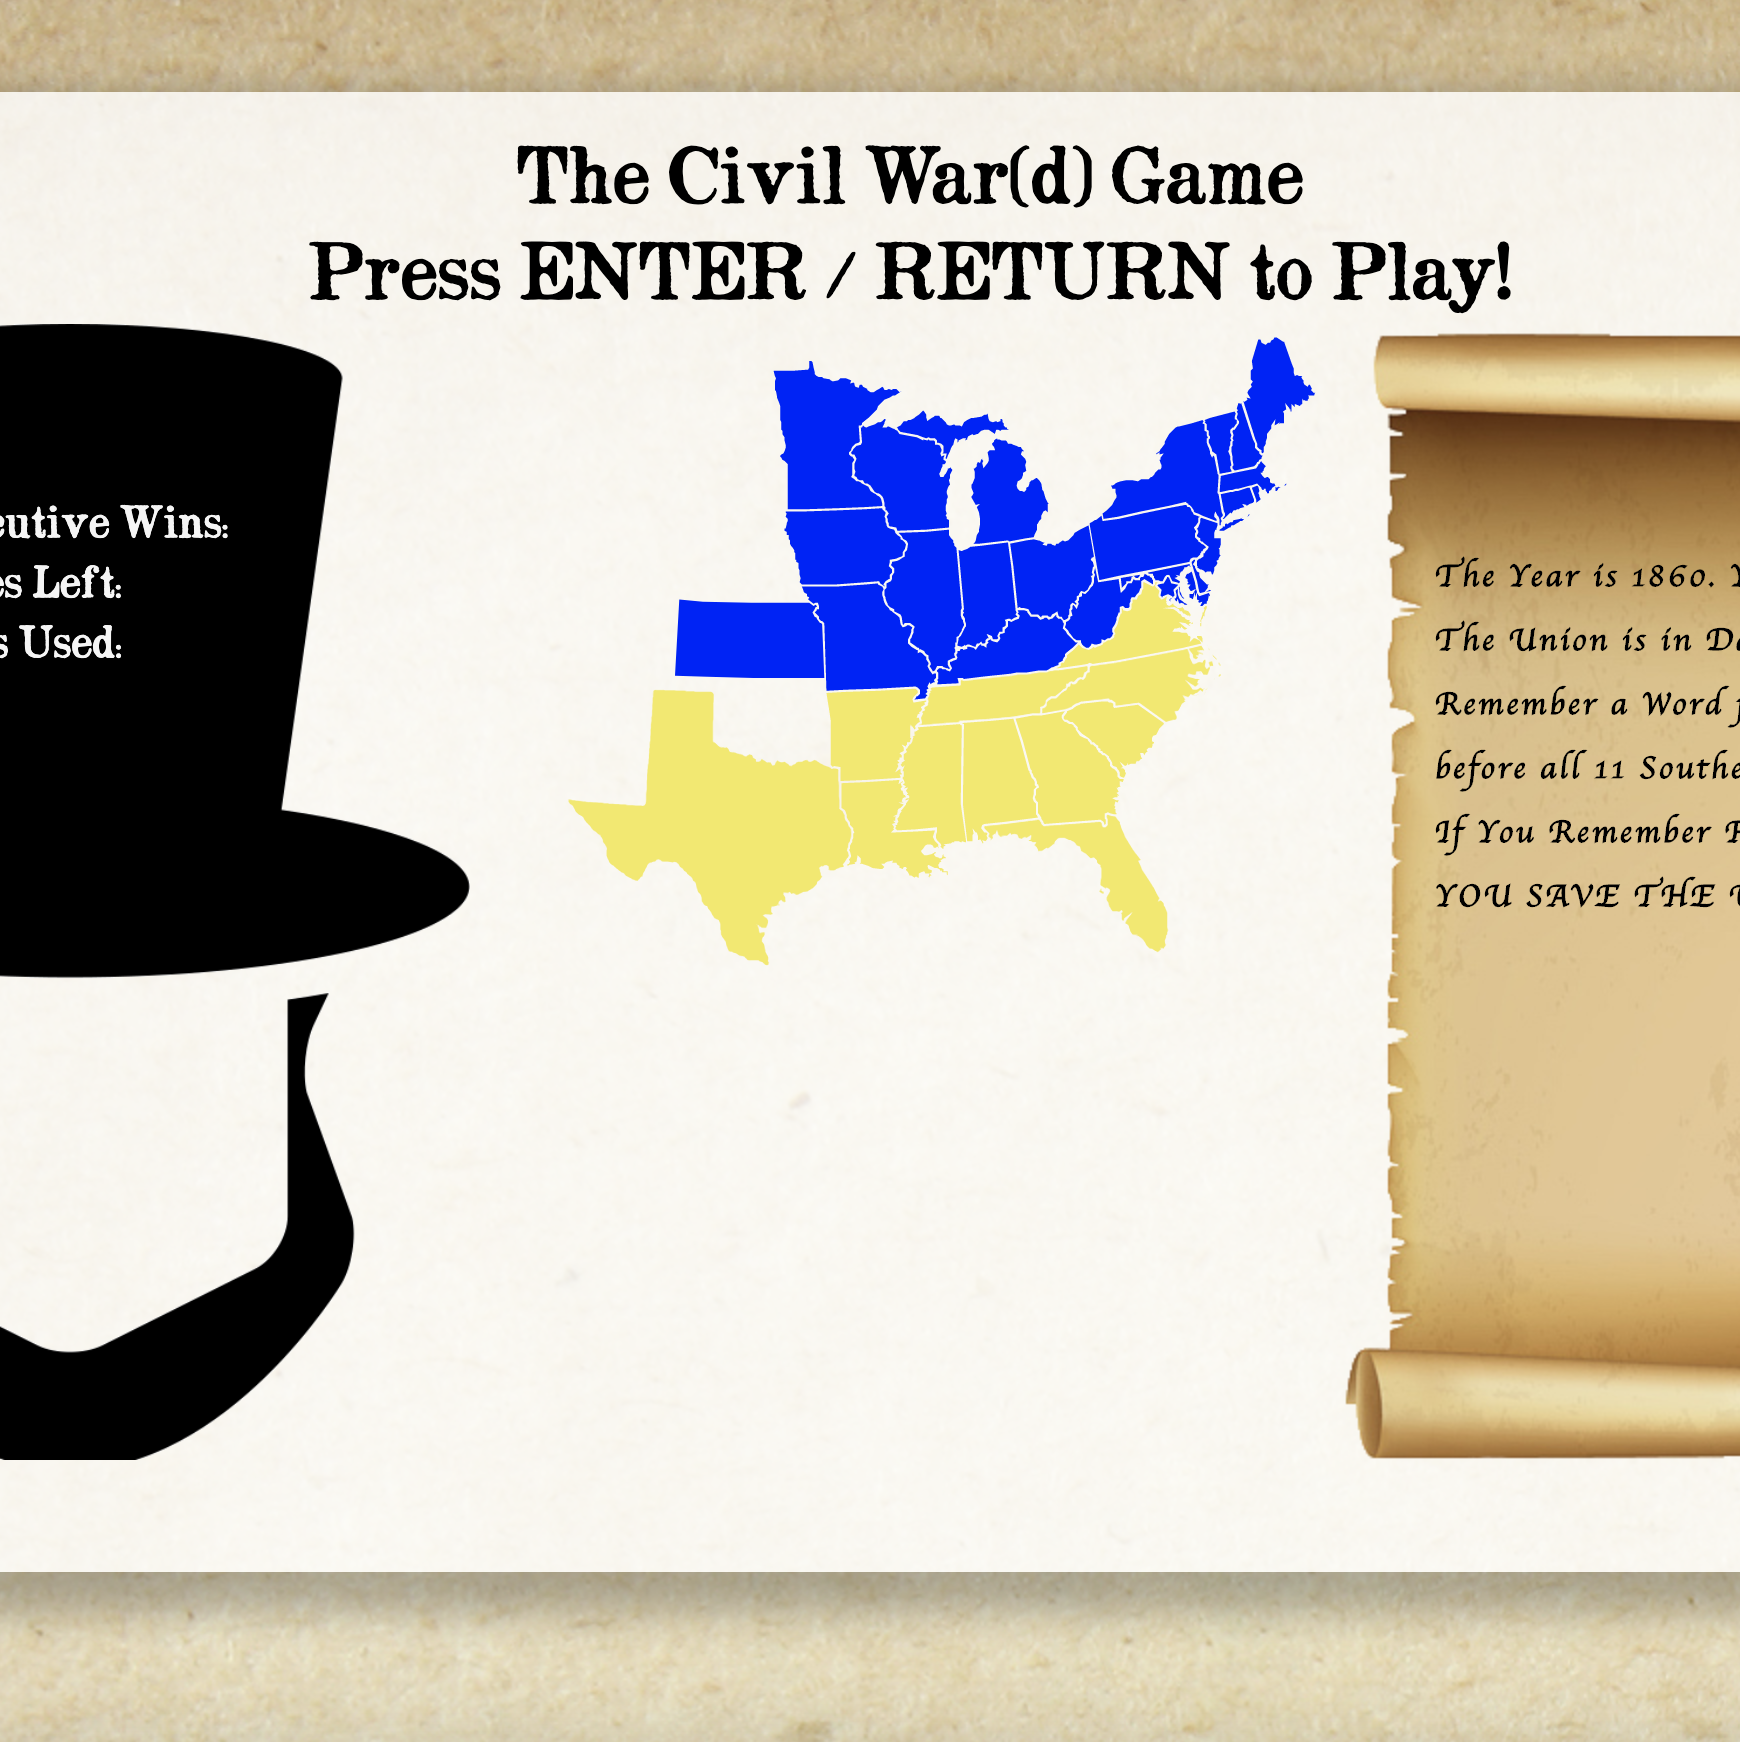 The Civil War(d) Game
Press ENTER / RETURN to Play!
Wins:
Left:
Used:
The Year is 1860.
The Union is in
Remember a Word
before all 11
If You Remember
YOU SAVE THE